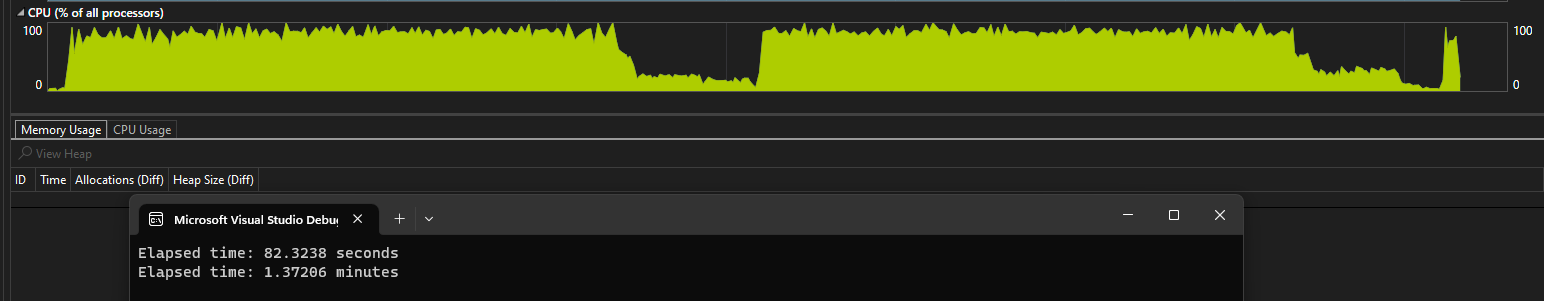 CPU (% of all processors)
100 100
0 0
Memory Usage CPU Usage
View Heap
ID Time Allocations (Diff) Heap Size (Diff)
Microsoft Visual Studio Debu
Elapsed time: 82.3238 seconds
Elapsed time: 1.37206 minutes